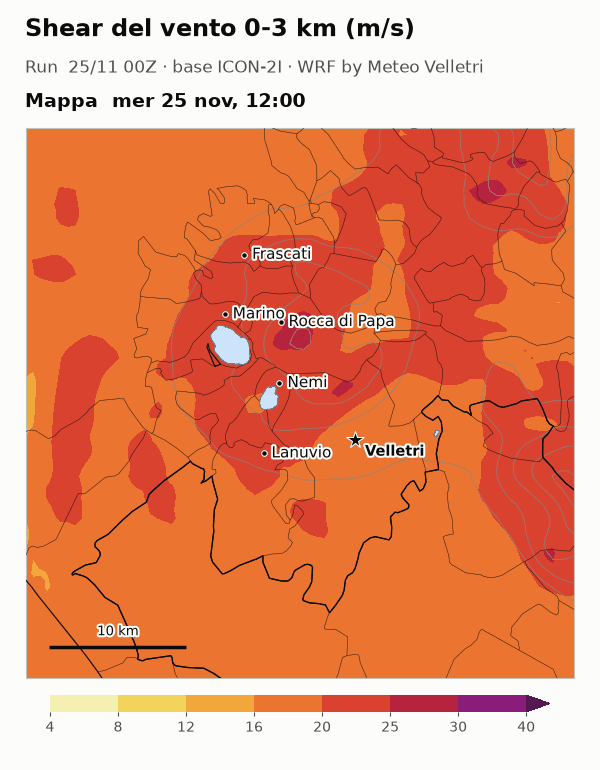 Shear del vento 0-3 km (m/s)
Run  25/11 00Z · base ICON-2I · WRF by Meteo Velletri
Mappa  mer 25 nov, 12:00
Frascati
Marino
Rocca di Papa
Nemi
Velletri
Lanuvio
10 km
4 8 12 16 20 25 30 40